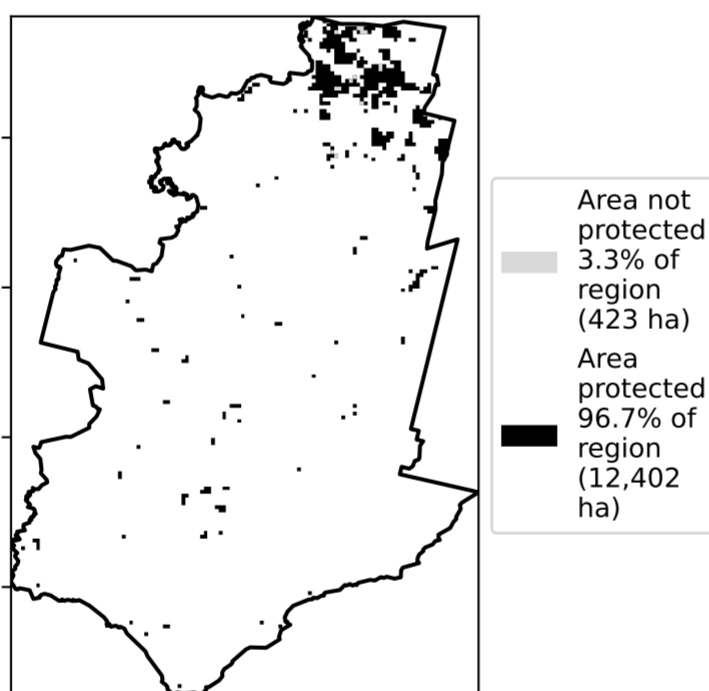 Area not
protected
3.3% of
region
(423 ha)
Area
protected
96.7% of
region
(12,402
ha)